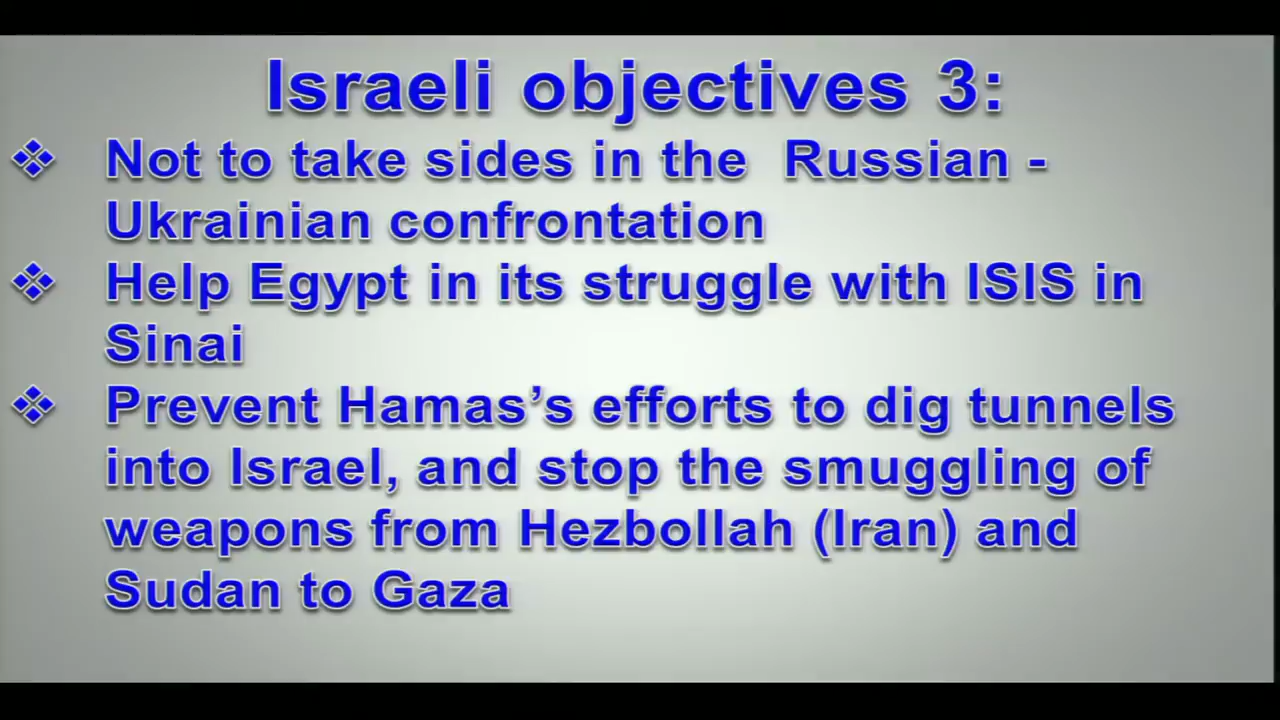 Israeli objectives 3:
❖ Not to take sides in the  Russian -
Ukrainian confrontation
❖ Help Egypt in its struggle with ISIS in
Sinai
❖ Prevent Hamas’s efforts to dig tunnels
into Israel, and stop the smuggling of
weapons from Hezbollah (Iran) and
Sudan to Gaza